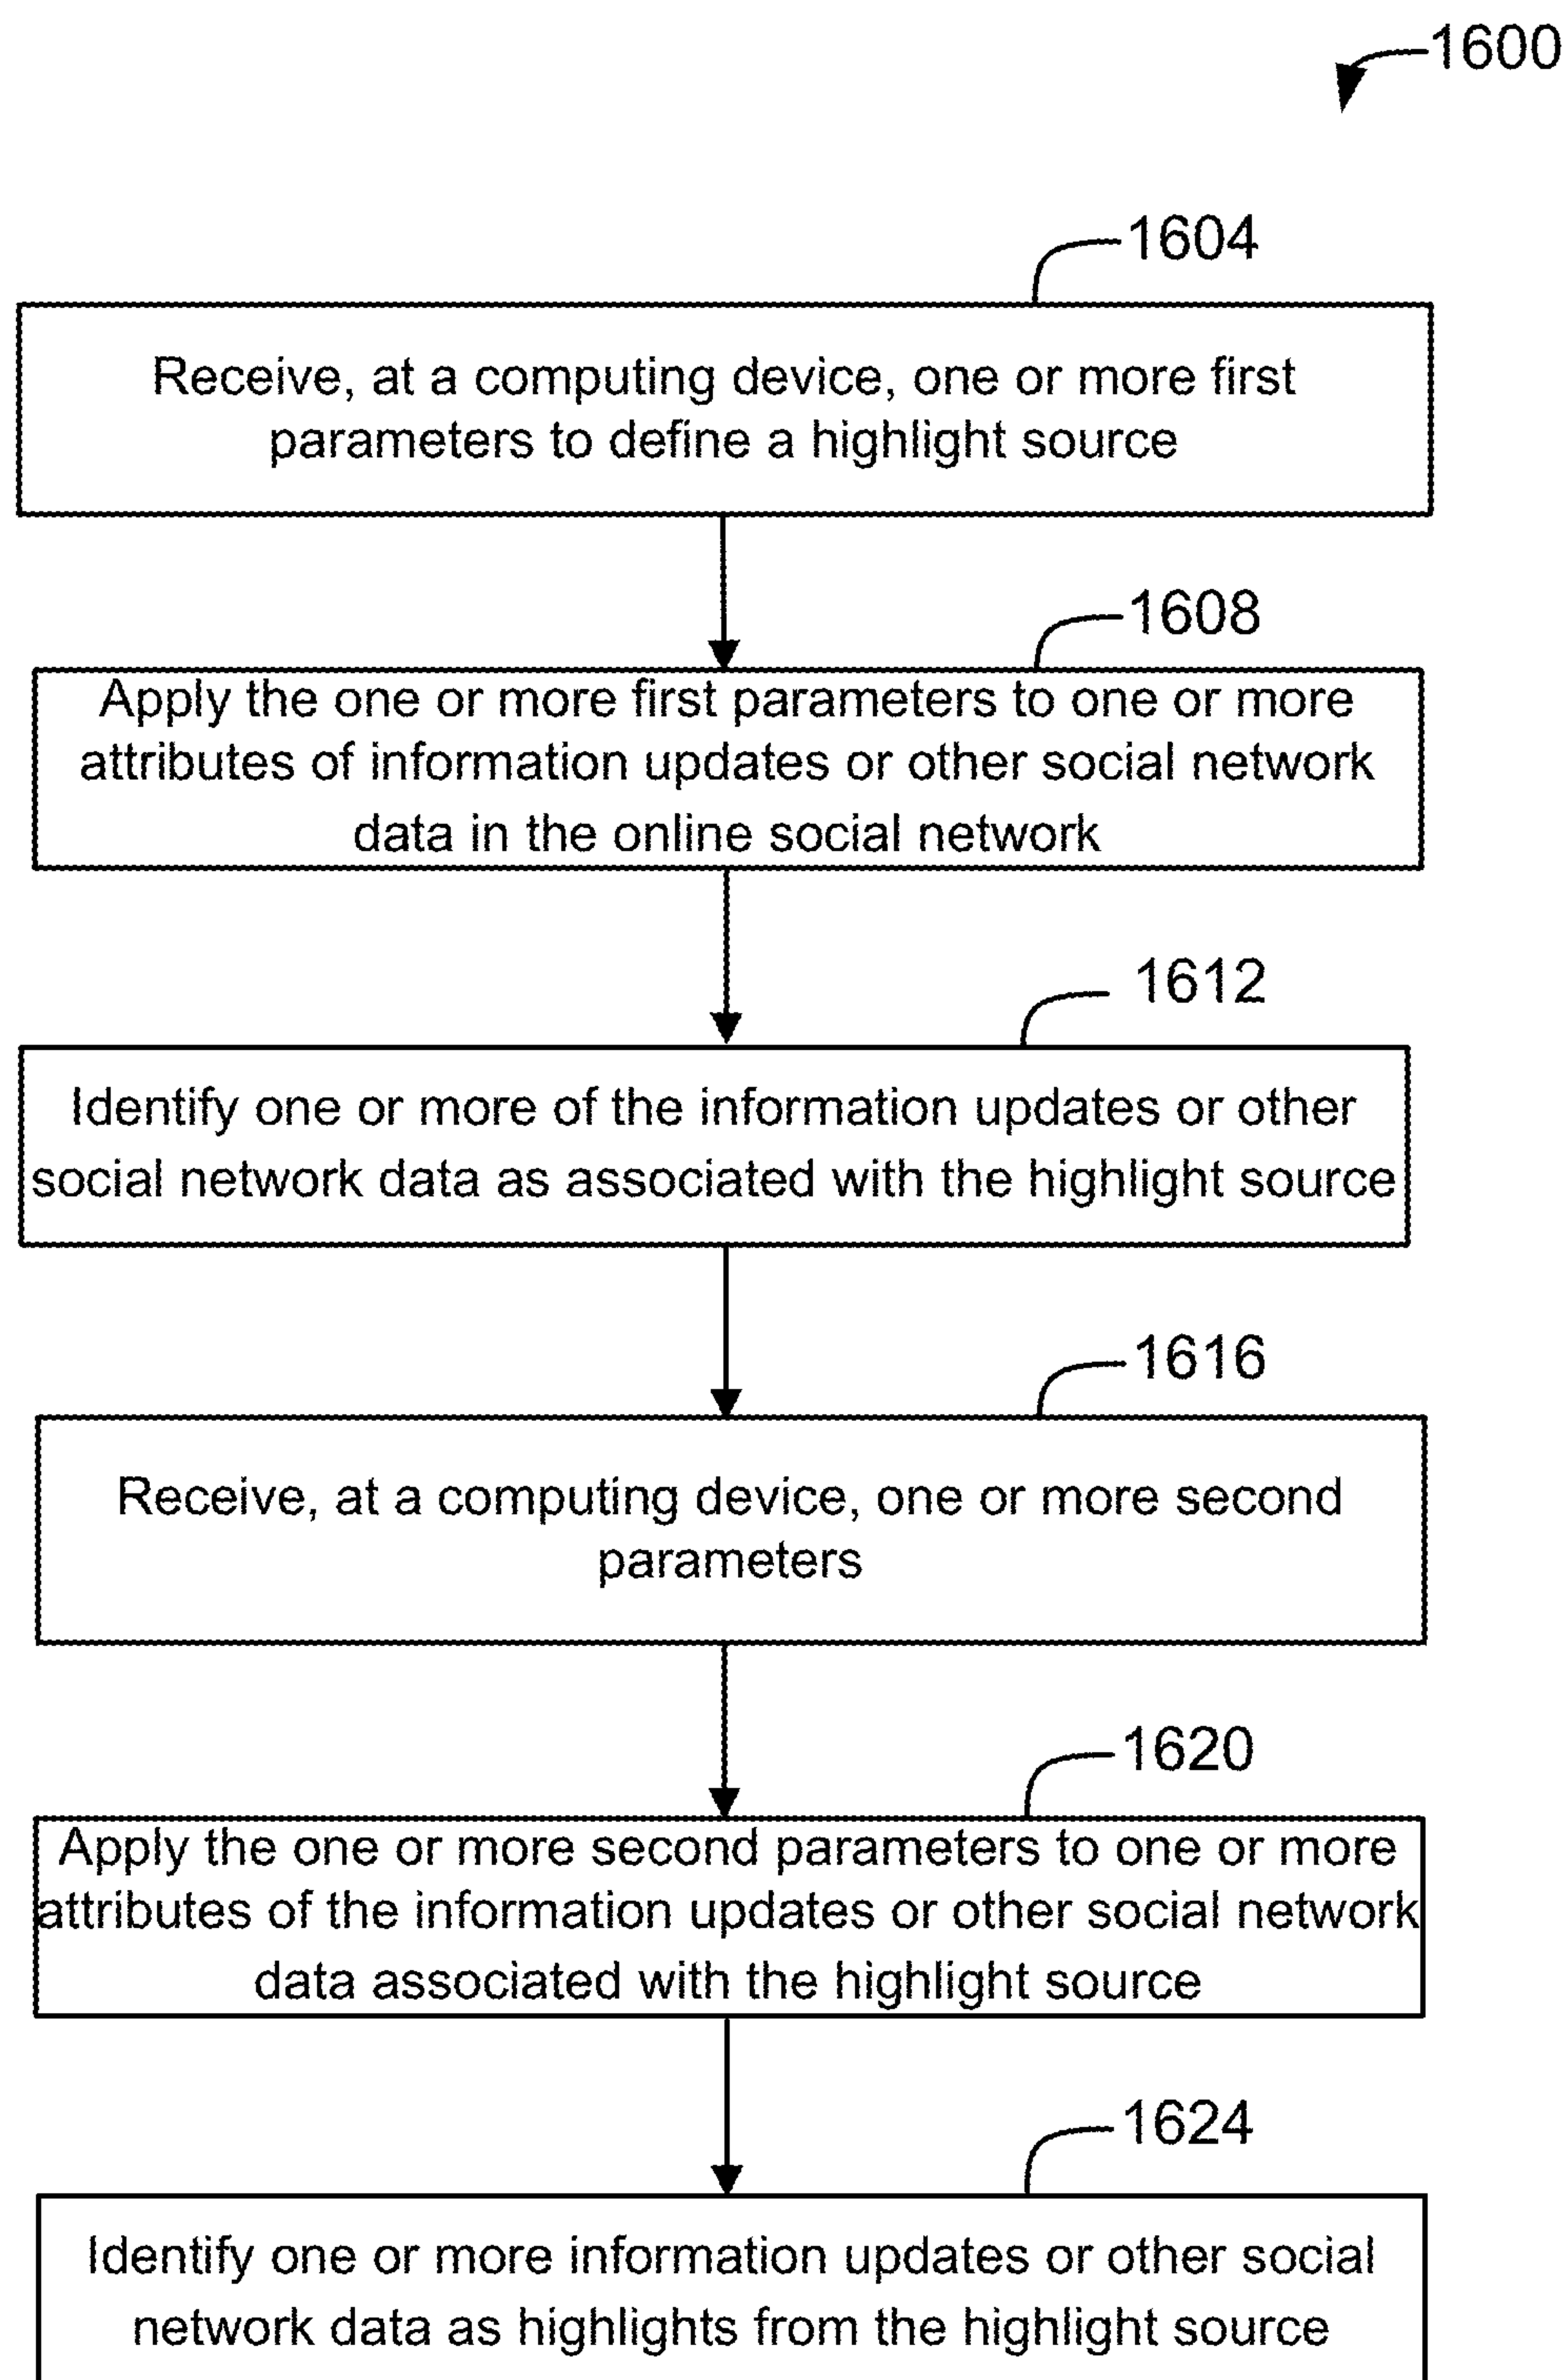 1600
1604
Receive, at a computing device, one or more first
parameters to define a highlight source
1608
Apply the one or more first parameters to one or more
attributes of information updates or other social network
data in the online social network
1612
Identify one or more of the information updates or other
social network data as associated with the highlight source
1616
Receive, at a computing device, one or more second
parameters
1620
Apply the one or more second parameters to one or more
attributes of the information updates or other social network
data associated with the highlight source
1624
Identify one or more information updates or other social
network data as highlights from the highlight source